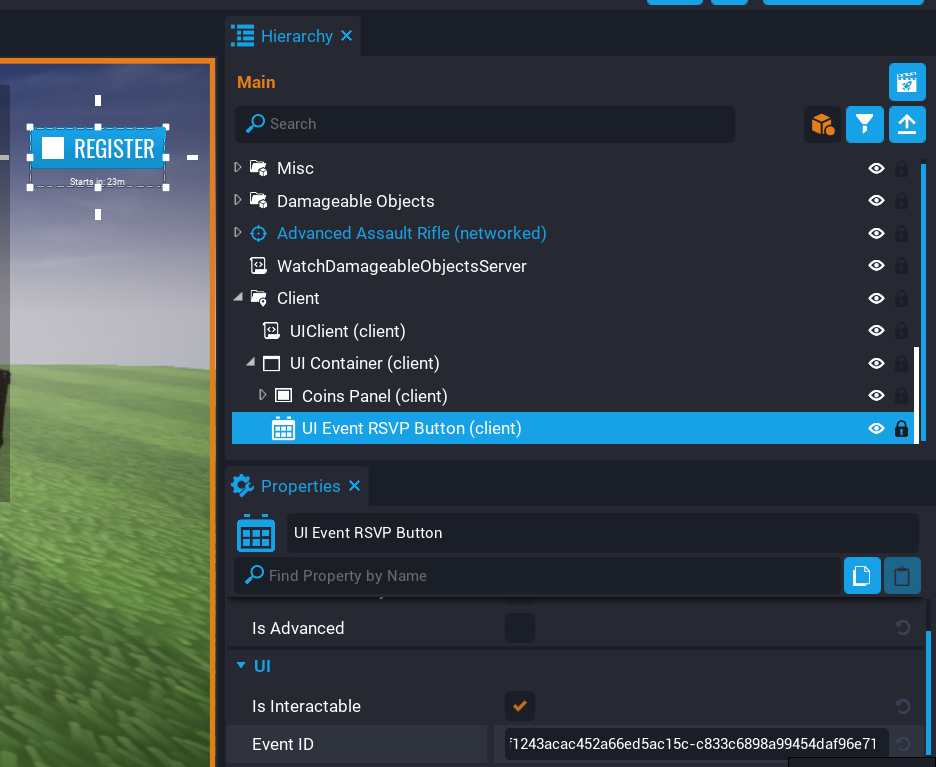 Hierarchy
Main
Search
REGISTER
Starts in: 23m
Misc
Damageable Objects
Advanced Assault Rifle (networked)
WatchDamageableObjectsServer
Client
UIClient (client)
UI Container (client)
Coins Panel (client)
UI Event RSVP Button (client)
Properties
UI Event RSVP Button
Find Property by Name
Is Advanced
UI
Is Interactable
Event ID
f1243acac452a66ed5ac15c-c833c6898a99454daf96e71